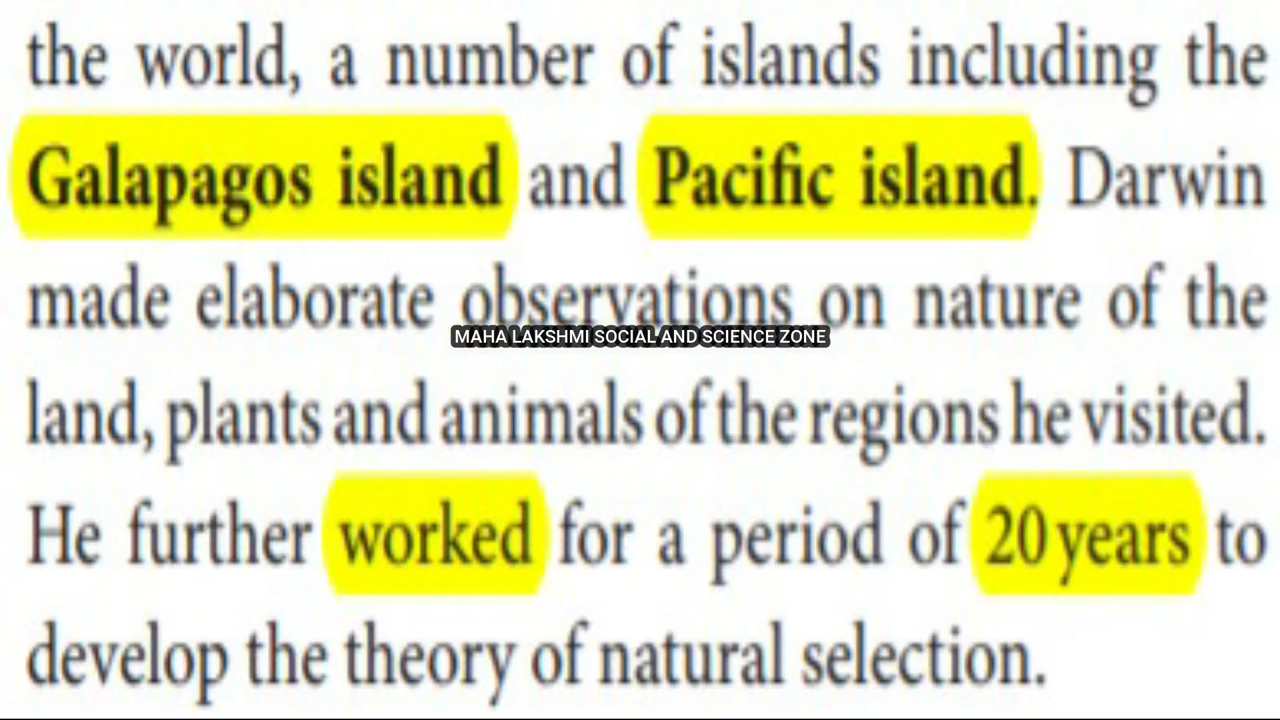 the world, a number of islands including the
Galapagos island and Pacific island. Darwin
made elaborate observations on nature of the
MAHA LAKSHMI SOCIAL AND SCIENCE ZONE
land, plants and animals of the regions he visited.
He further worked for a period of 20 years to
develop the theory of natural selection.